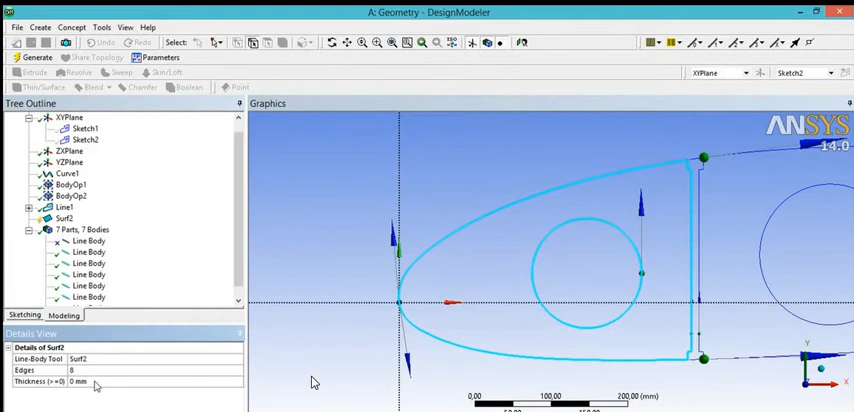 A: Geometry - DesignModeler
File Create Concept Tools View Help
Undo Redo Select:
Generate Share Topology Parameters
Extrude Revolve Sweep Skin/Loft
XYPlane Sketch2
Thin/Surface Blend Chamfer Boolean Point
Tree Outline
Graphics
XYPlane
Sketch1
Sketch2
ZXPlane
YZPlane
Curve1
BodyOp1
BodyOp2
Line1
Surf2
7 Parts, 7 Bodies
Line Body
Line Body
Line Body
Line Body
Line Body
Line Body
Sketching Modeling
Details View
Details of Surf2
Line-Body Tool Surf2
Edges 8
Thickness (>=0) 0 mm
ANSYS
14.0
0,00 100,00 200,00 (mm)
Y
X